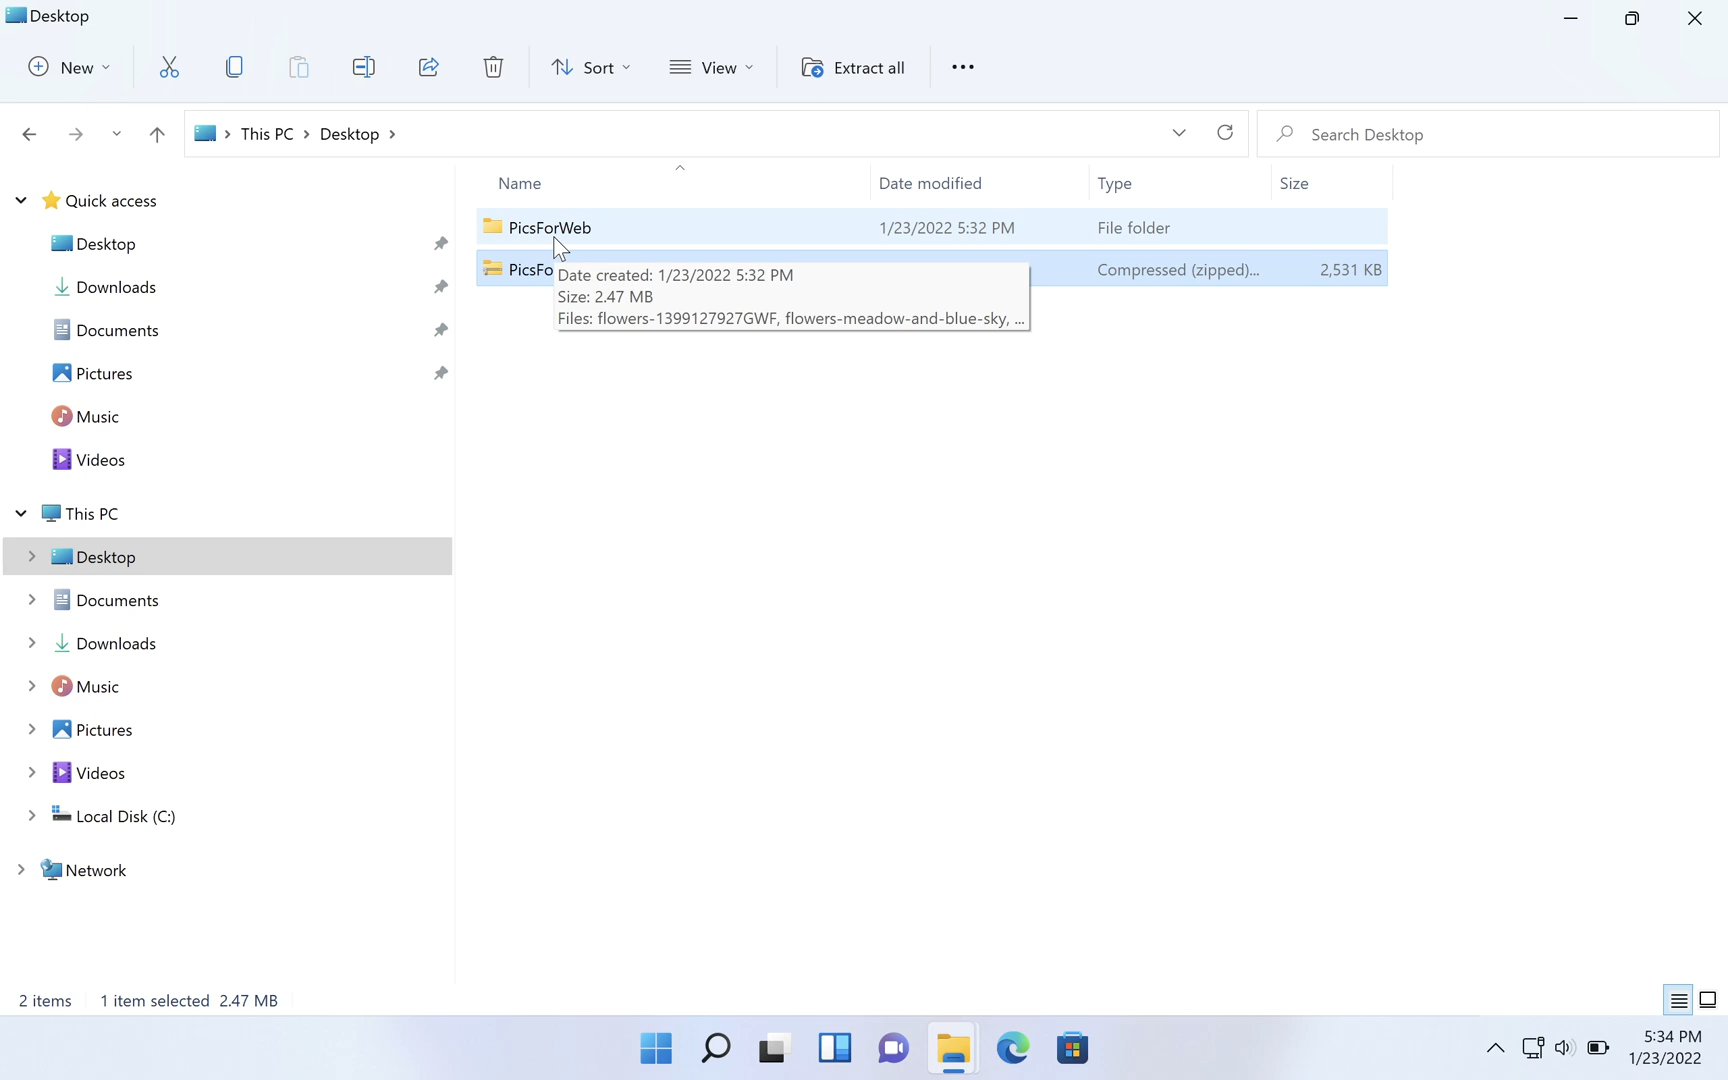 Desktop
New
Sort
View
Extract all
This PC
Desktop
Search Desktop
Name
Date modified
Type
Size
PicsForWeb
1/23/2022 5:32 PM
File folder
PicsFo
Compressed (zipped)...
2,531 KB
Date created: 1/23/2022 5:32 PM
Size: 2.47 MB
Files: flowers-1399127927GWF, flowers-meadow-and-blue-sky, ...
Quick access
Desktop
Downloads
Documents
Pictures
Music
Videos
This PC
Desktop
Documents
Downloads
Music
Pictures
Videos
Local Disk (C:)
Network
2 items
1 item selected 2.47 MB
5:34 PM
1/23/2022